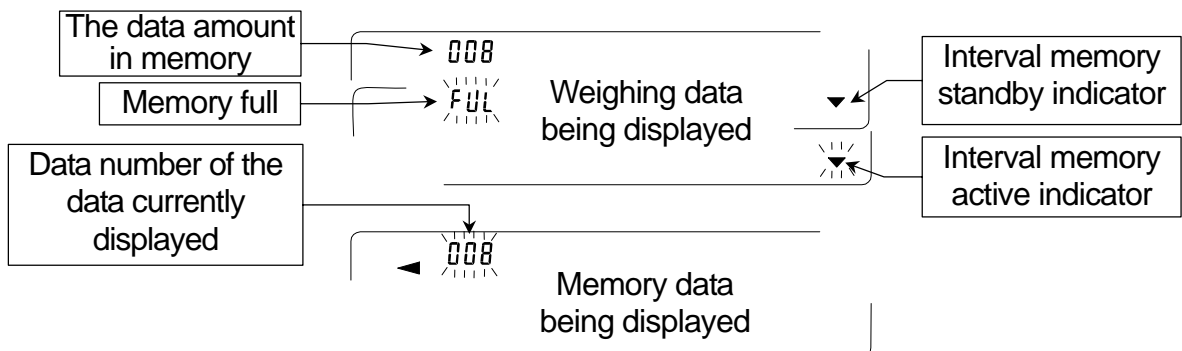 The data amount
in memory
008
Memory full
FUL
Weighing data
being displayed
Interval memory
standby indicator
Interval memory
active indicator
Data number of the
data currently
displayed
008
Memory data
being displayed